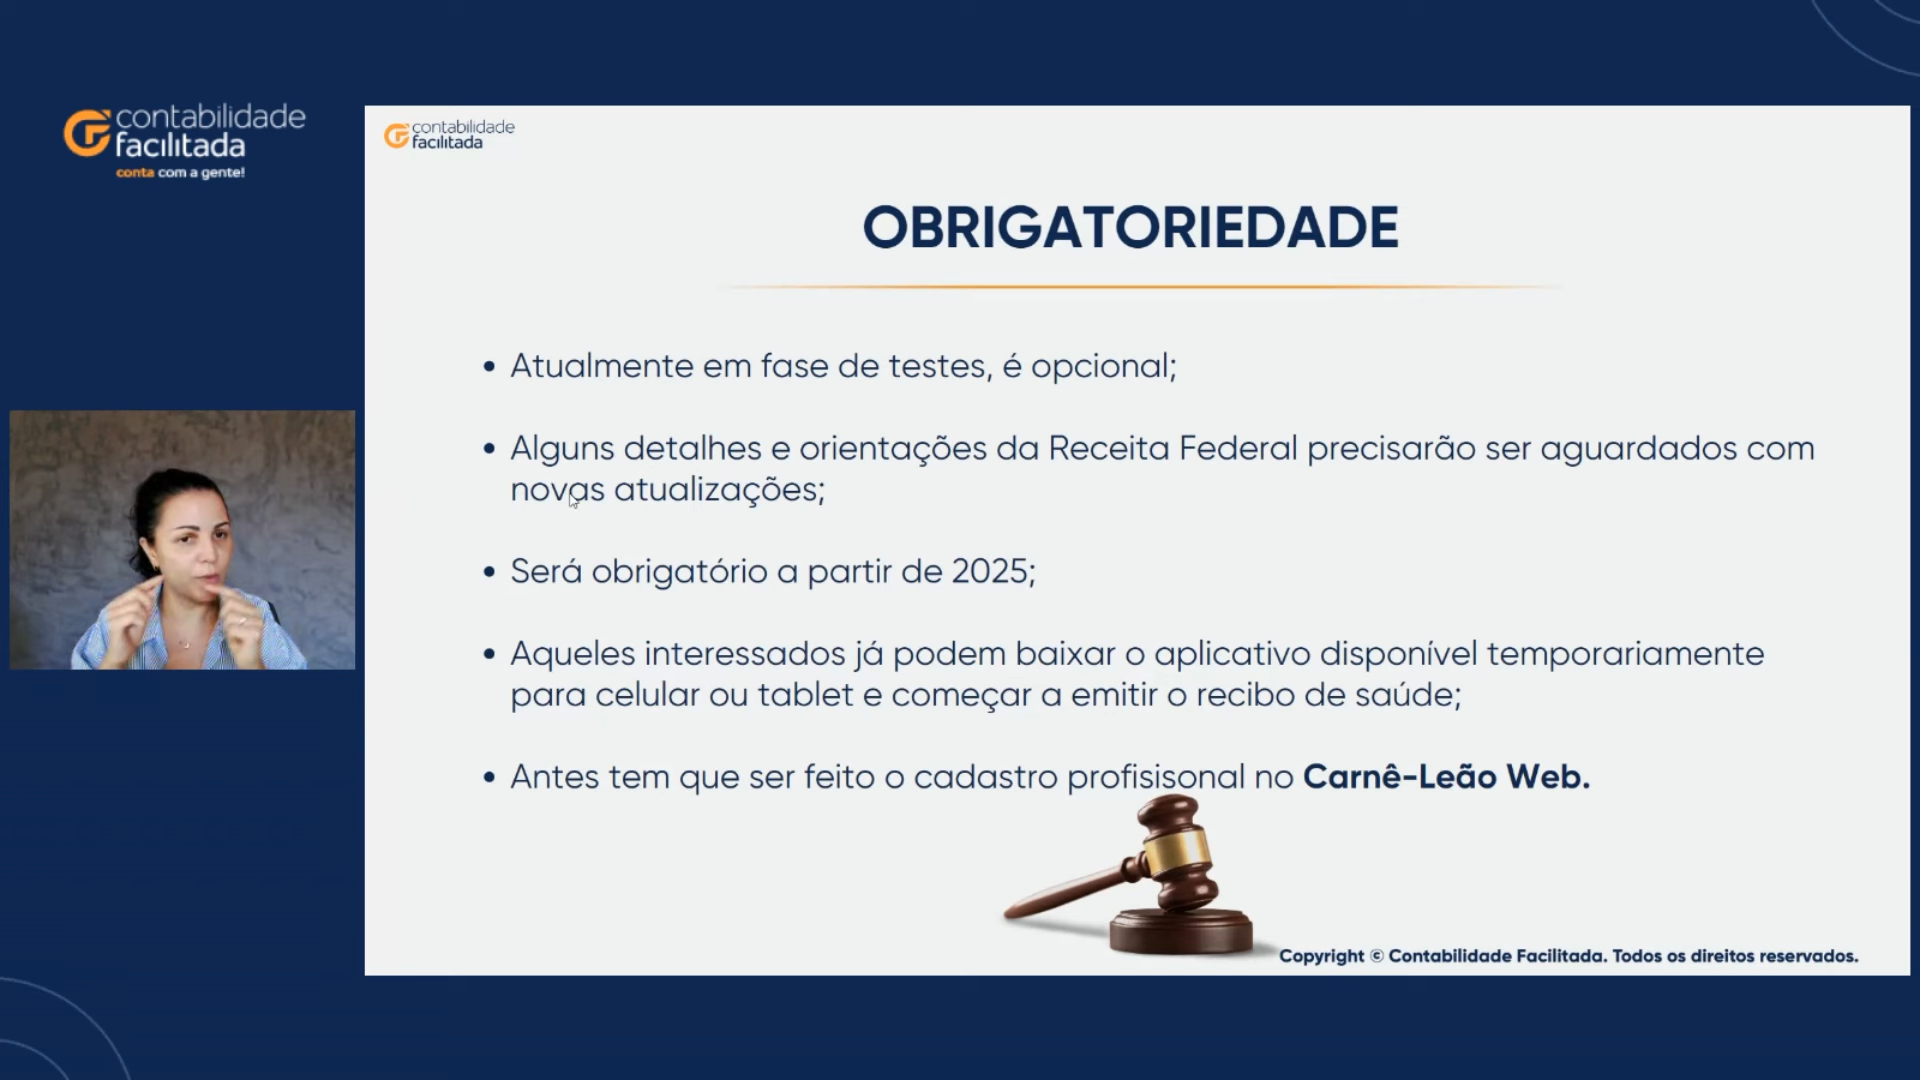 contabilidade
facilitada
conta com a gente!
contabilidade
facilitada
OBRIGATORIEDADE
• Atualmente em fase de testes, é opcional;
• Alguns detalhes e orientações da Receita Federal precisarão ser aguardados com
novas atualizações;
• Será obrigatório a partir de 2025;
• Aqueles interessados já podem baixar o aplicativo disponível temporariamente
para celular ou tablet e começar a emitir o recibo de saúde;
• Antes tem que ser feito o cadastro profisisonal no Carnê-Leão Web.
Copyright © Contabilidade Facilitada. Todos os direitos reservados.